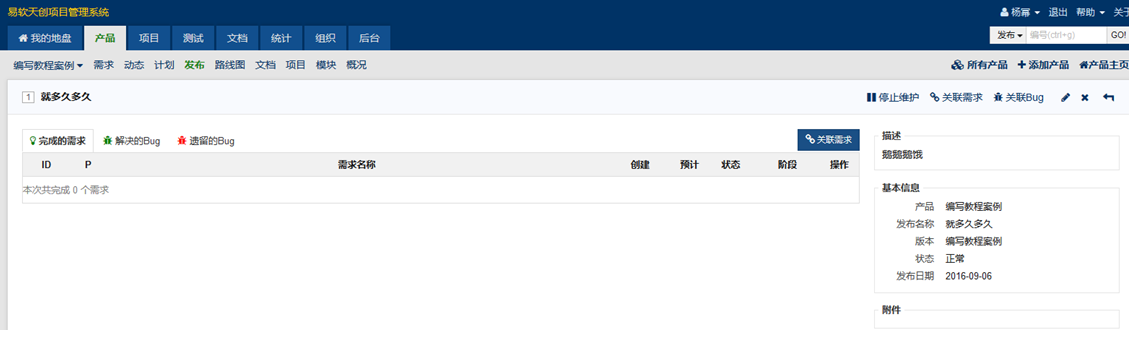 易软天创项目管理系统 杨幂 退出 帮助 关于
我的地盘 产品 项目 测试 文档 统计 组织 后台 发布 编号(ctrl+g) GO!
编写教程案例 需求 动态 计划 发布 路线图 文档 项目 模块 概况 所有产品 添加产品 产品主页
1 就多久多久 停止维护 关联需求 关联Bug
完成的需求 解决的Bug 遗留的Bug 关联需求
ID P 需求名称 创建 预计 状态 阶段 操作
本次共完成 0 个需求
描述
鹅鹅鹅饿
基本信息
产品 编写教程案例
发布名称 就多久多久
版本 编写教程案例
状态 正常
发布日期 2016-09-06
附件